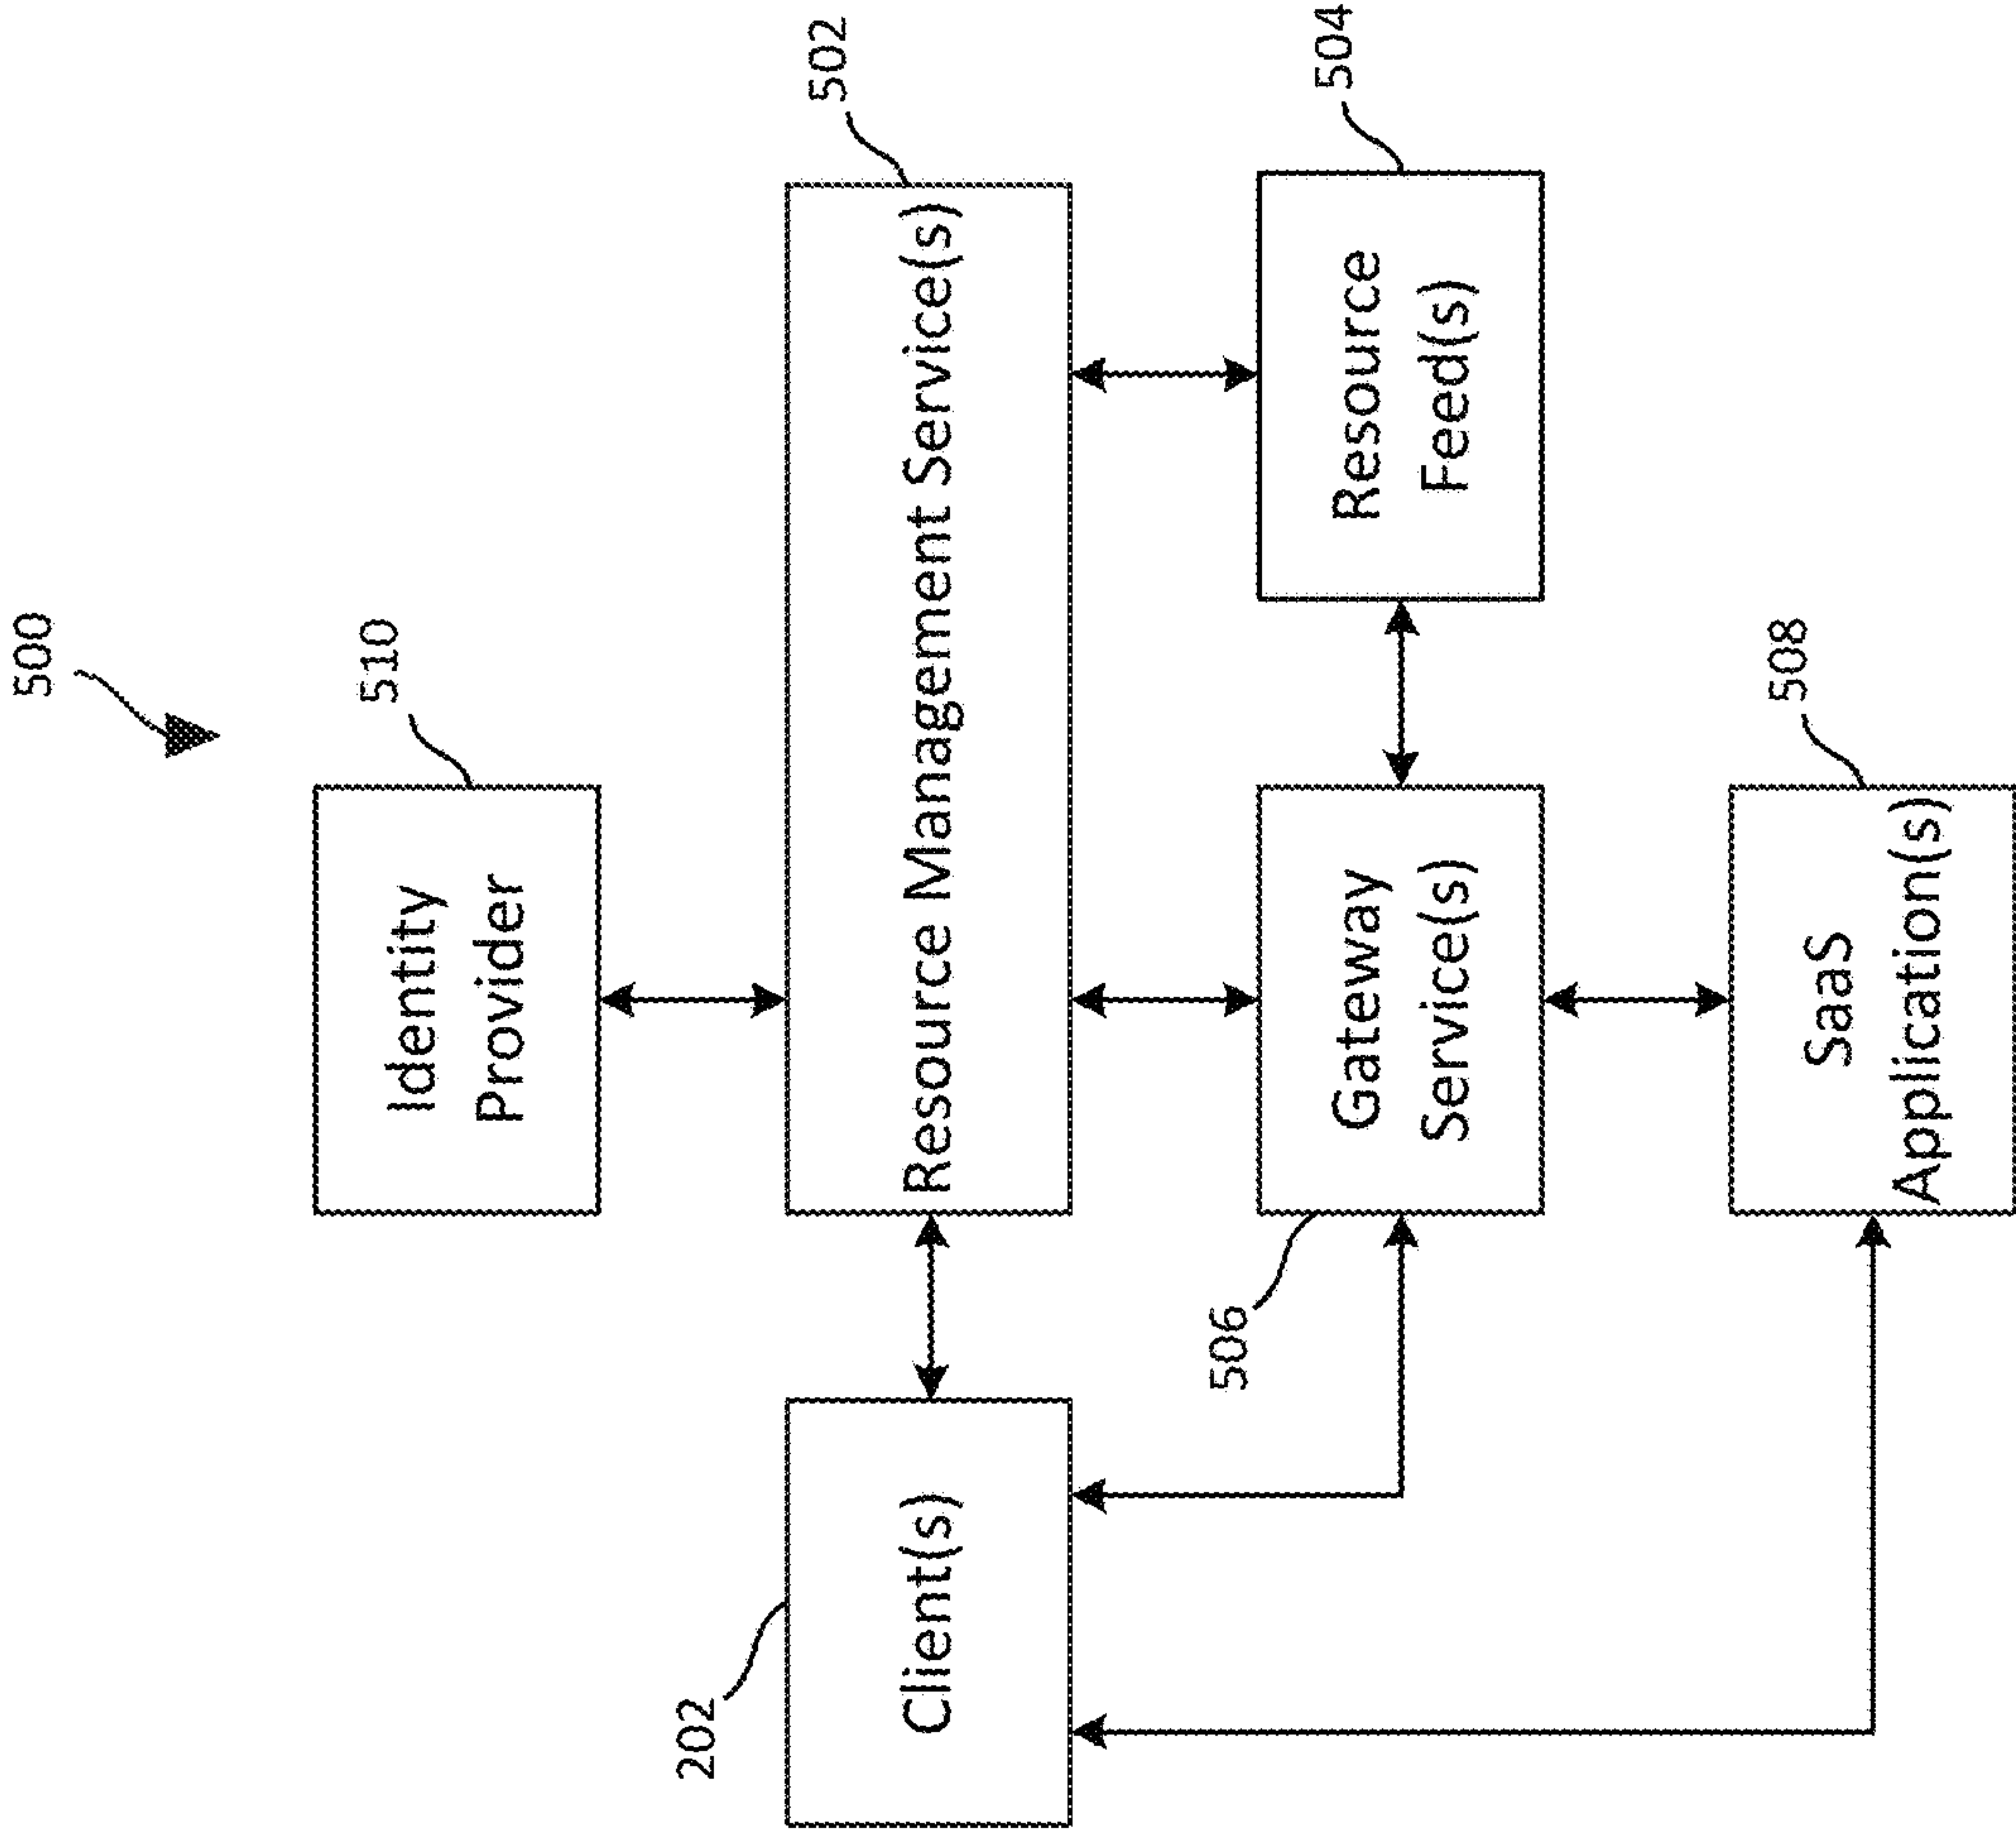 500
510
Identity
Provider
502
Resource Management Service(s)
202
Client(s)
504
Resource
Feed(s)
506
Gateway
Service(s)
508
SaaS
Application(s)